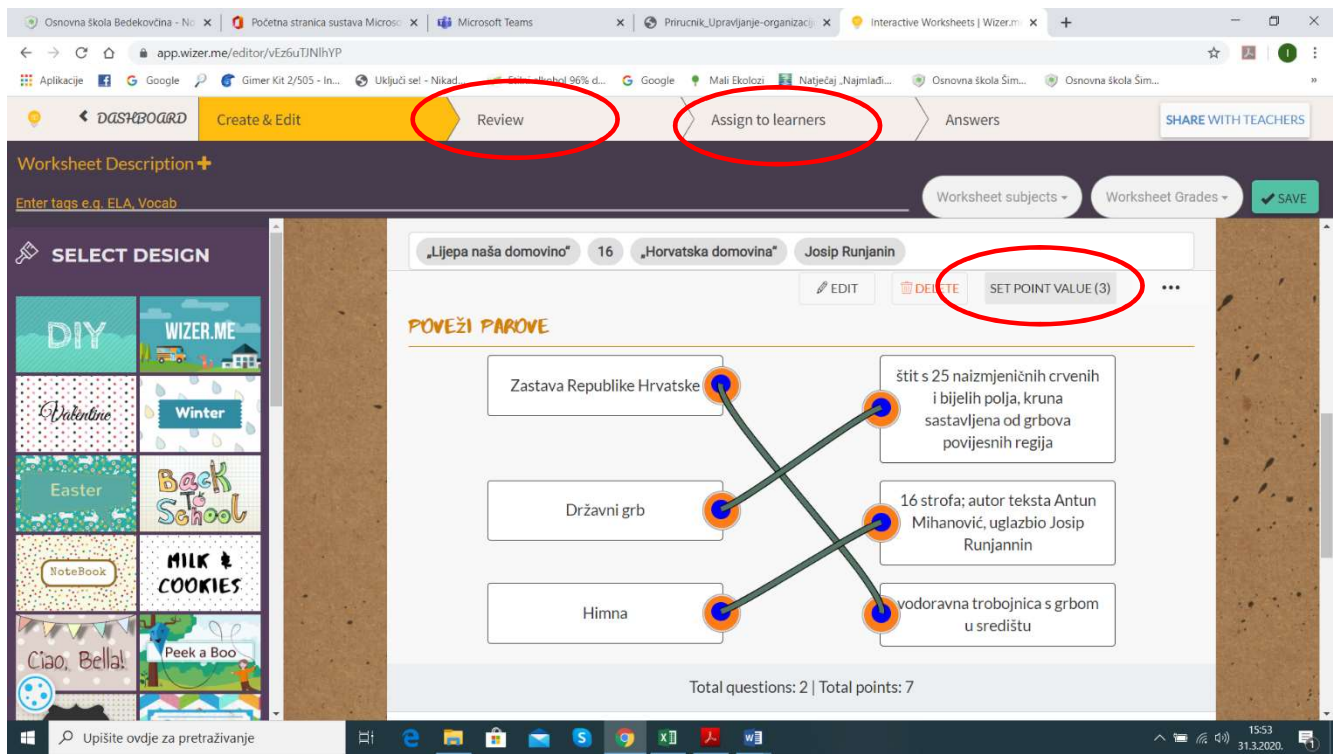 Osnovna škola Bedekovčina - No
Početna stranica sustava Microso
Microsoft Teams
Prirucnik_Upravljanje-organizacij
Interactive Worksheets | Wizer.m
app.wizer.me/editor/vEz6uTJNlhYP
Aplikacije
Google
Gimer Kit 2/505 - In...
Uključi se! - Nikad...
96% d...
Google
Mali Ekolozi
Natječaj „Najmlađi...
Osnovna škola Šim...
Osnovna škola Šim...
»
DASHBOARD
Create & Edit
Review
Assign to learners
Answers
SHARE WITH TEACHERS
Worksheet Description
Enter tags e.g. ELA, Vocab
Worksheet subjects
Worksheet Grades
SAVE
SELECT DESIGN
DIY
WIZER.ME
Valentine
Winter
Easter
Back
To
School
NoteBook
MILK &
COOKIES
Ciao, Bella!
Peek a Boo
„Lijepa naša domovino“ 16 „Horvatska domovina“ Josip Runjanin
EDIT
DELETE
SET POINT VALUE (3)
POVEŽI PAROVE
Zastava Republike Hrvatske
štit s 25 naizmjeničnih crvenih
i bijelih polja, kruna
sastavljena od grbova
povijesnih regija
Državni grb
16 strofa; autor teksta Antun
Mihanović, uglazbio Josip
Runjannin
Himna
vodoravna trobojnica s grbom
u središtu
Total questions: 2 | Total points: 7
Upišite ovdje za pretraživanje
15:53
31.3.2020.